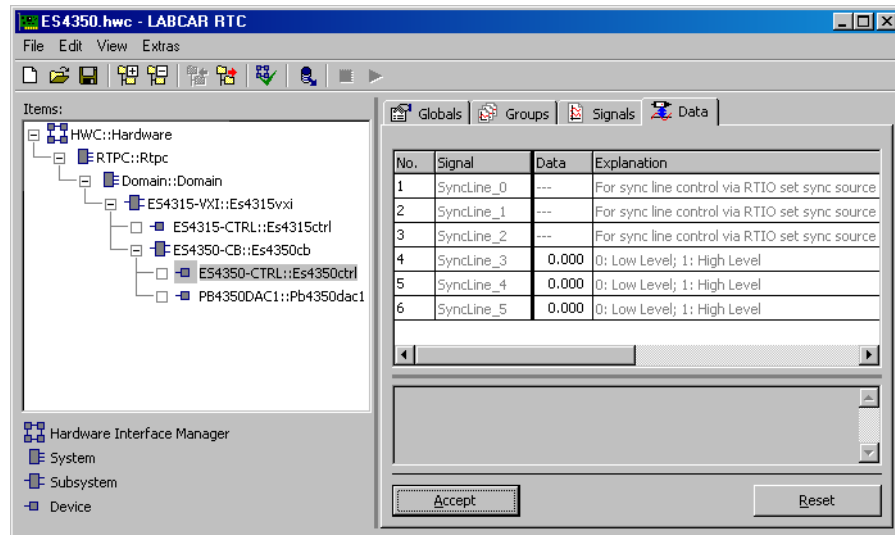 ES4350.hwc - LABCAR RTC
File Edit View Extras
Items:
HWC::Hardware
RTPC::Rtpc
Domain::Domain
ES4315-VXI::Es4315vxi
ES4315-CTRL::Es4315ctrl
ES4350-CB::Es4350cb
ES4350-CTRL::Es4350ctrl
PB4350DAC1::Pb4350dac1
Hardware Interface Manager
System
Subsystem
Device
Globals Groups Signals Data
No. Signal Data Explanation
1 SyncLine_0 --- For sync line control via RTIO set sync source
2 SyncLine_1 --- For sync line control via RTIO set sync source
3 SyncLine_2 --- For sync line control via RTIO set sync source
4 SyncLine_3 0.000 0: Low Level; 1: High Level
5 SyncLine_4 0.000 0: Low Level; 1: High Level
6 SyncLine_5 0.000 0: Low Level; 1: High Level
Accept Reset